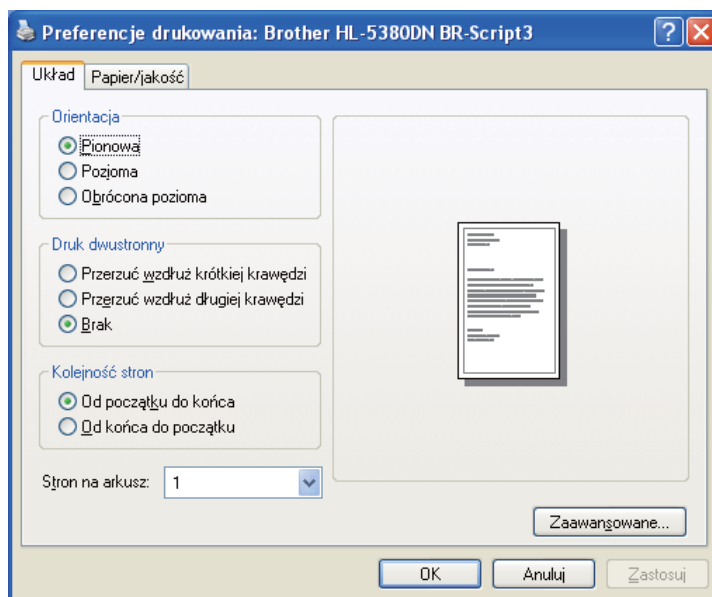 Preferencje drukowania: Brother HL-5380DN BR-Script3
Układ
Papier/jakość
Orientacja
Pionowa
Pozioma
Obrócona pozioma
Druk dwustronny
Przerzuć wzdłuż krótkiej krawędzi
Przerzuć wzdłuż długiej krawędzi
Brak
Kolejność stron
Od początku do końca
Od końca do początku
Stron na arkusz: 1
Zaawansowane...
OK Anuluj Zastosuj